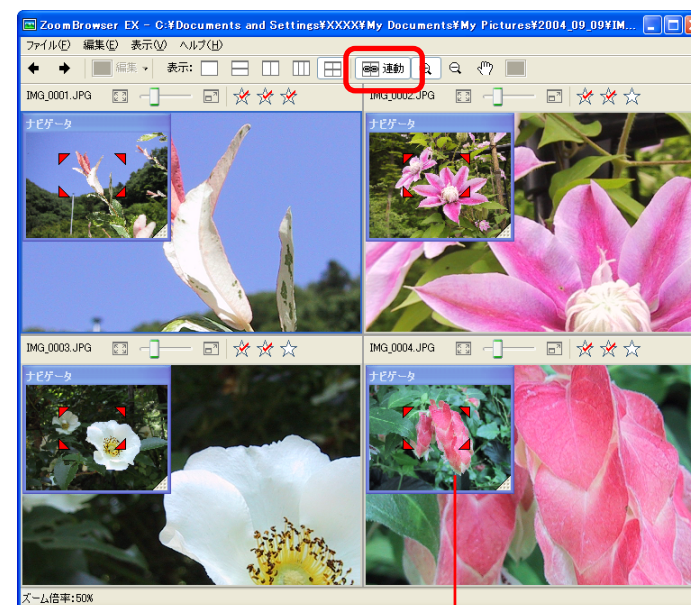 ZoomBrowser EX - C:¥Documents and Settings¥XXXX¥My Documents¥My Pictures¥2004_09_09¥IM...
ファイル(F) 編集(E) 表示(V) ヘルプ(H)
編集 表示: 連動
IMG_0001.JPG IMG_0002.JPG
ナビゲータ ナビゲータ
IMG_0003.JPG IMG_0004.JPG
ナビゲータ ナビゲータ
ズーム倍率:50%